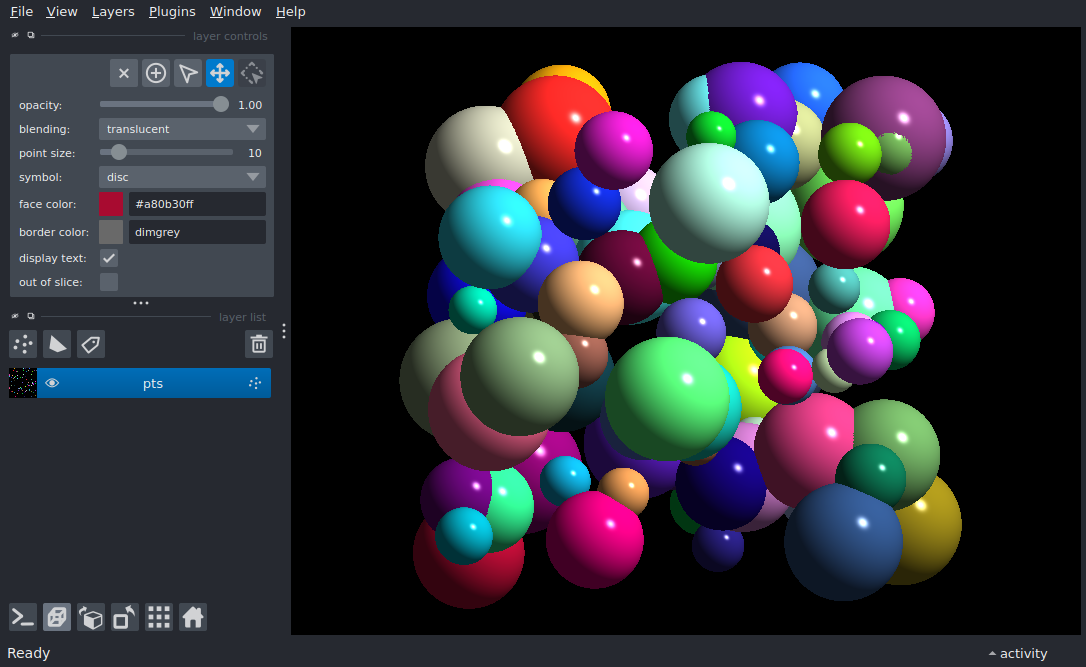 File View Layers Plugins Window Help
layer controls
opacity: 1.00
blending: translucent
point size: 10
symbol: disc
face color: #a80b30ff
border color: dimgrey
display text:
out of slice:
layer list
pts
Ready
activity